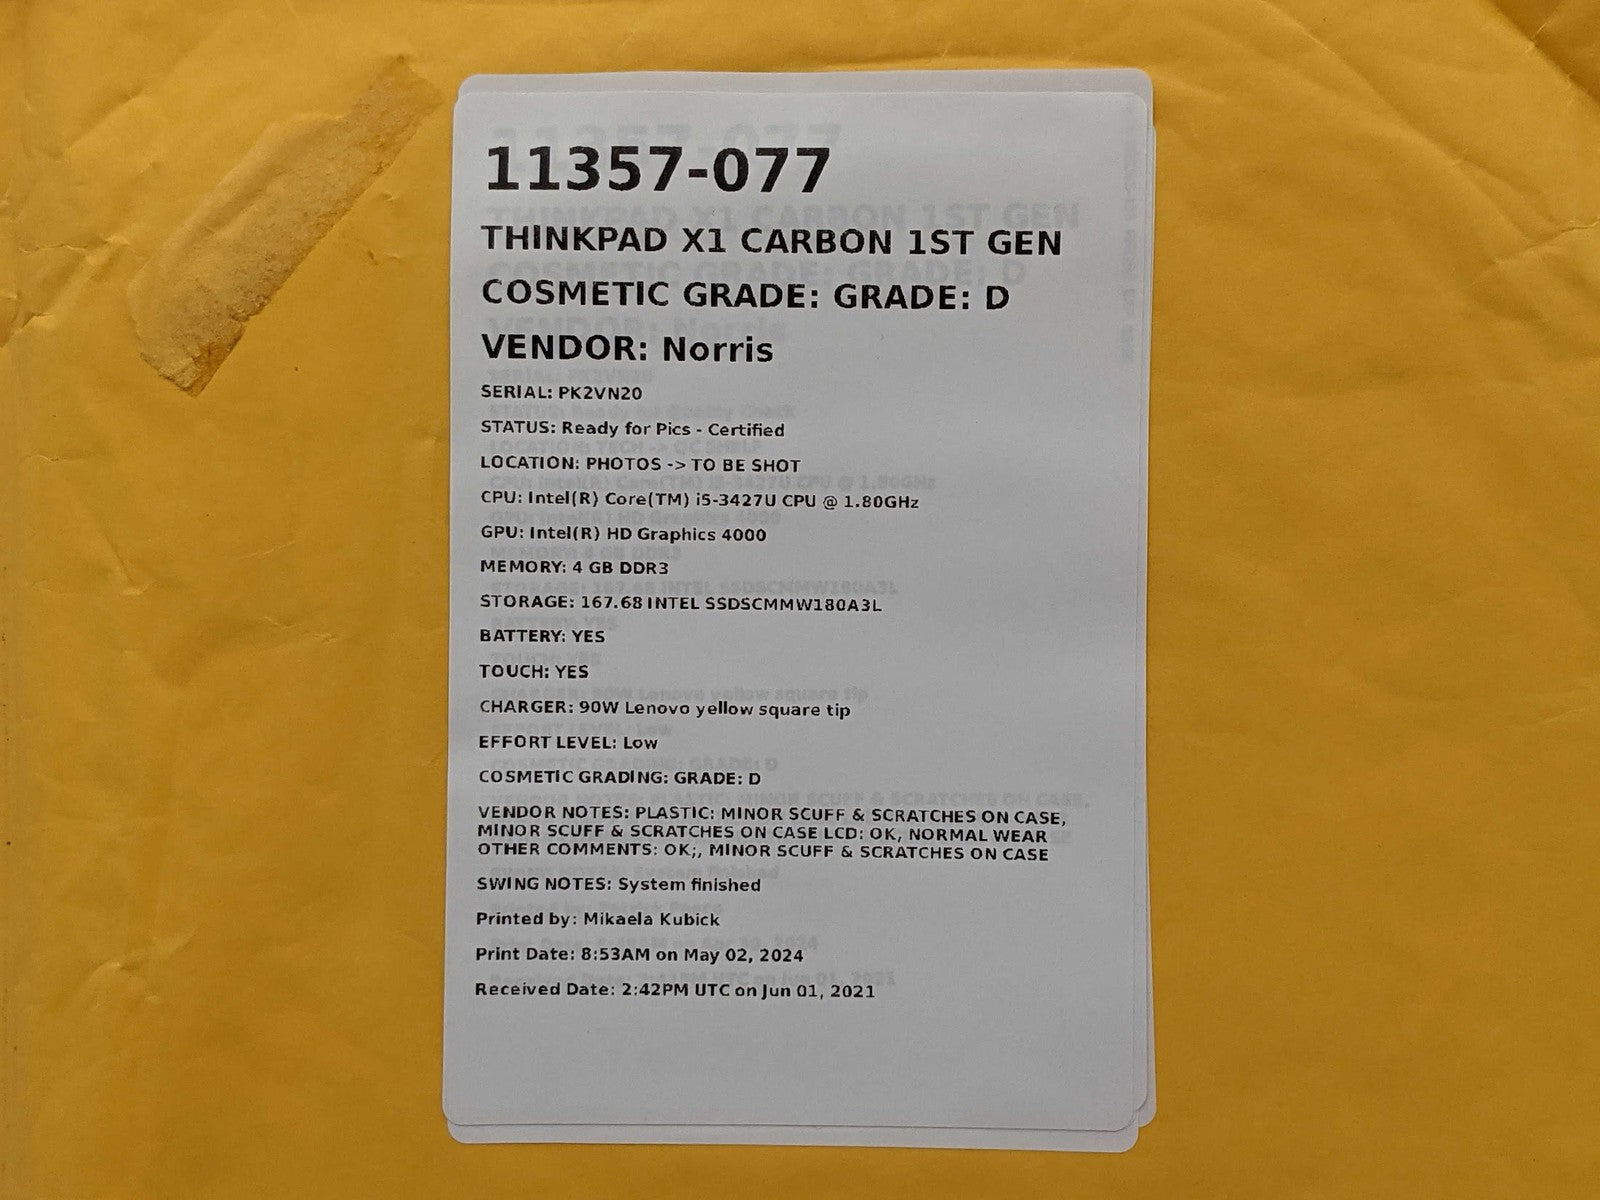 11357-077
THINKPAD X1 CARBON 1ST GEN
COSMETIC GRADE: GRADE: D
VENDOR: Norris
SERIAL: PK2VN20
STATUS: Ready for Pics - Certified
LOCATION: PHOTOS -> TO BE SHOT
CPU: Intel(R) Core(TM) i5-3427U CPU @ 1.80GHz
GPU: Intel(R) HD Graphics 4000
MEMORY: 4 GB DDR3
STORAGE: 167.68 INTEL SSDSCMMW180A3L
BATTERY: YES
TOUCH: YES
CHARGER: 90W Lenovo yellow square tip
EFFORT LEVEL: Low
COSMETIC GRADING: GRADE: D
VENDOR NOTES: PLASTIC: MINOR SCUFF & SCRATCHES ON CASE,
MINOR SCUFF & SCRATCHES ON CASE LCD: OK, NORMAL WEAR
OTHER COMMENTS: OK;, MINOR SCUFF & SCRATCHES ON CASE
SWING NOTES: System finished
Printed by: Mikaela Kubick
Print Date: 8:53AM on May 02, 2024
Received Date: 2:42PM UTC on Jun 01, 2021